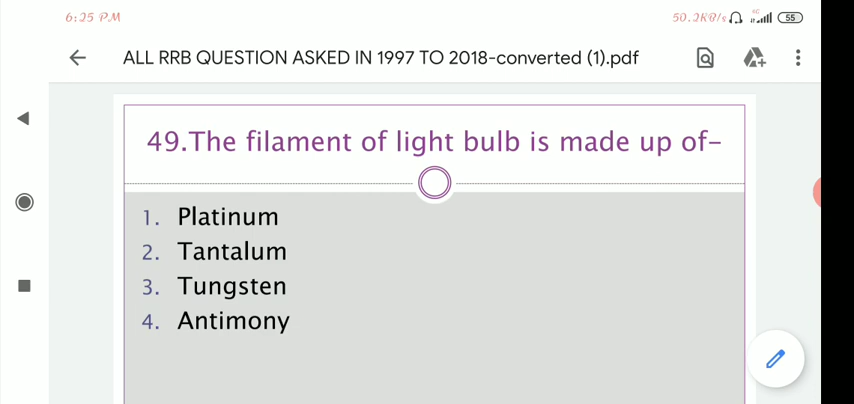 6:25 PM 50.2KB/s 4G 55
ALL RRB QUESTION ASKED IN 1997 TO 2018-converted (1).pdf
49.The filament of light bulb is made up of-
1. Platinum
2. Tantalum
3. Tungsten
4. Antimony